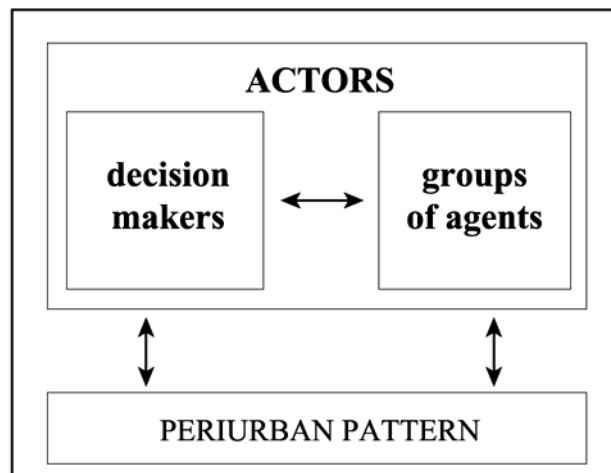 ACTORS
decision
makers
groups
of agents
PERIURBAN PATTERN